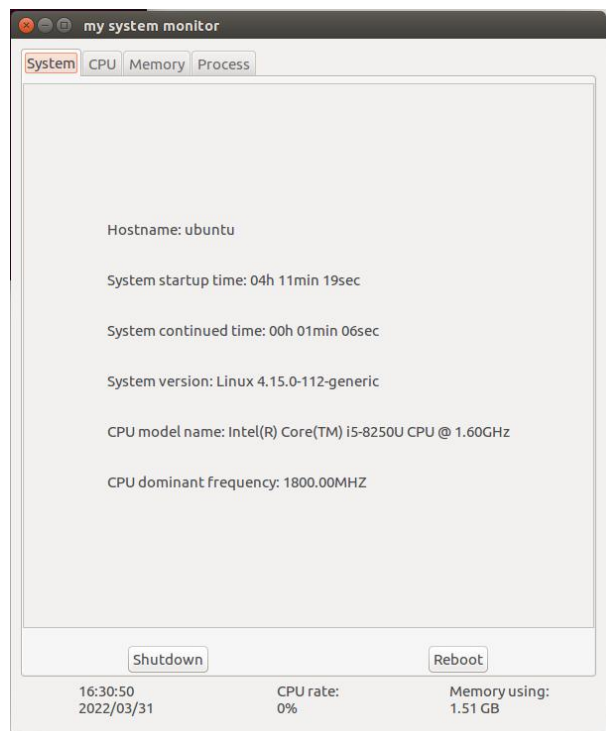 my system monitor
System CPU Memory Process
Hostname: ubuntu
System startup time: 04h 11min 19sec
System continued time: 00h 01min 06sec
System version: Linux 4.15.0-112-generic
CPU model name: Intel(R) Core(TM) i5-8250U CPU @ 1.60GHz
CPU dominant frequency: 1800.00MHZ
Shutdown Reboot
16:30:50 CPU rate: Memory using:
2022/03/31 0% 1.51 GB